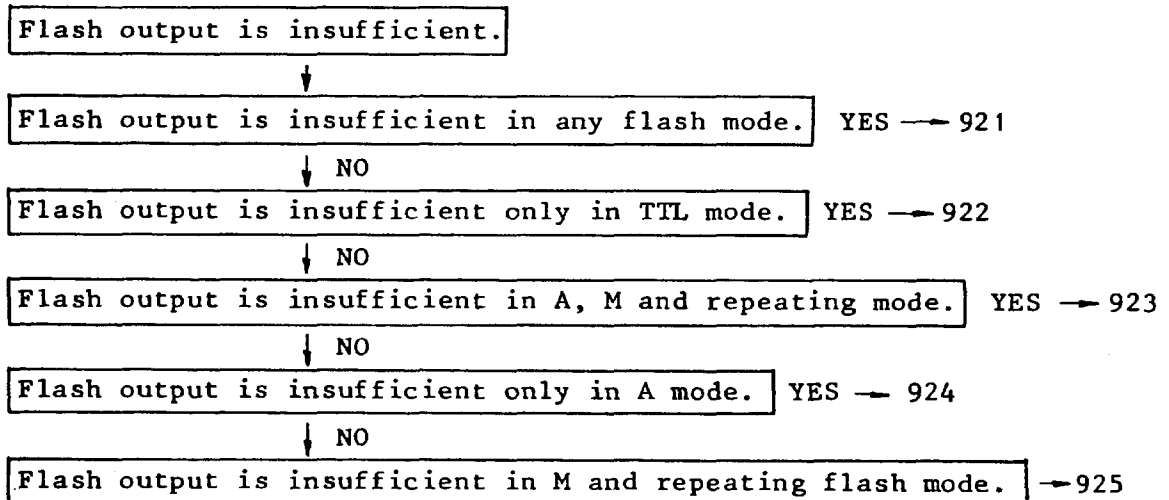 Flash output is insufficient.
Flash output is insufficient in any flash mode. YES → 921
NO
Flash output is insufficient only in TTL mode. YES → 922
NO
Flash output is insufficient in A, M and repeating mode. YES → 923
NO
Flash output is insufficient only in A mode. YES → 924
NO
Flash output is insufficient in M and repeating flash mode. → 925